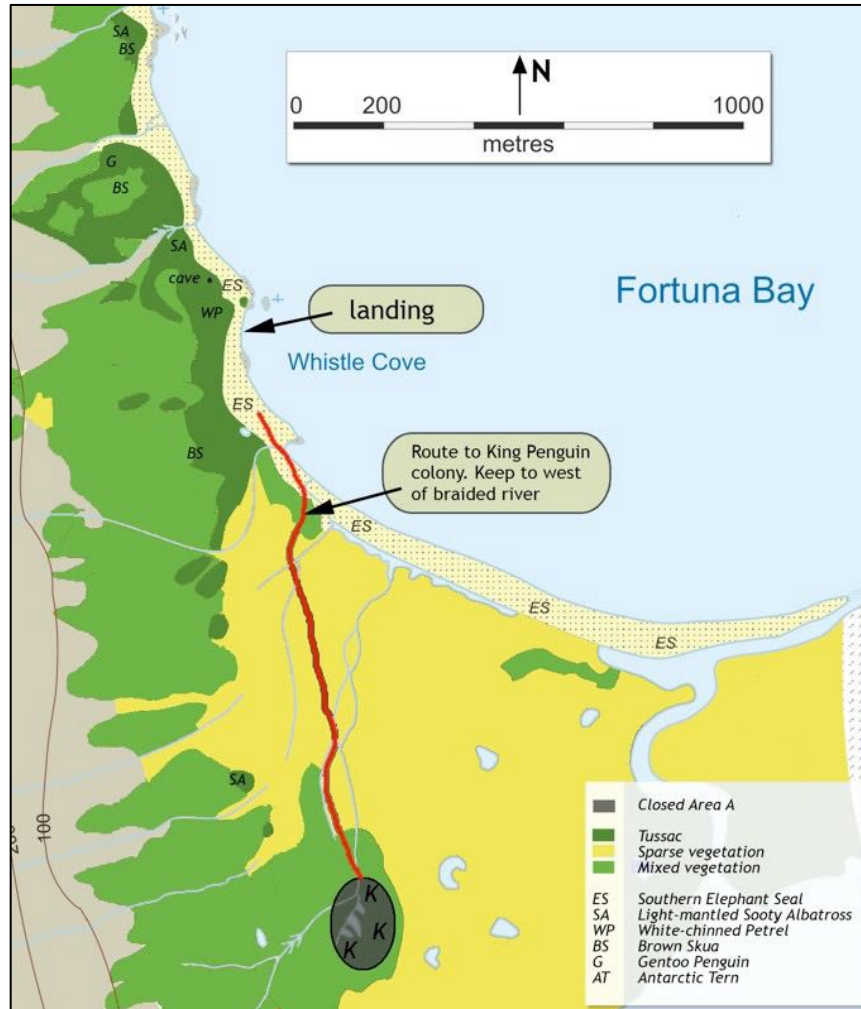 SA
BS
N
0 200 1000
metres
G
BS
SA
cave
ES
WP
landing
Fortuna Bay
Whistle Cove
ES
BS
Route to King Penguin
colony. Keep to west
of braided river
ES
ES
ES
SA
100
K
K
K
Closed Area A
Tussac
Sparse vegetation
Mixed vegetation
ES Southern Elephant Seal
SA Light-mantled Sooty Albatross
WP White-chinned Petrel
BS Brown Skua
G Gentoo Penguin
AT Antarctic Tern